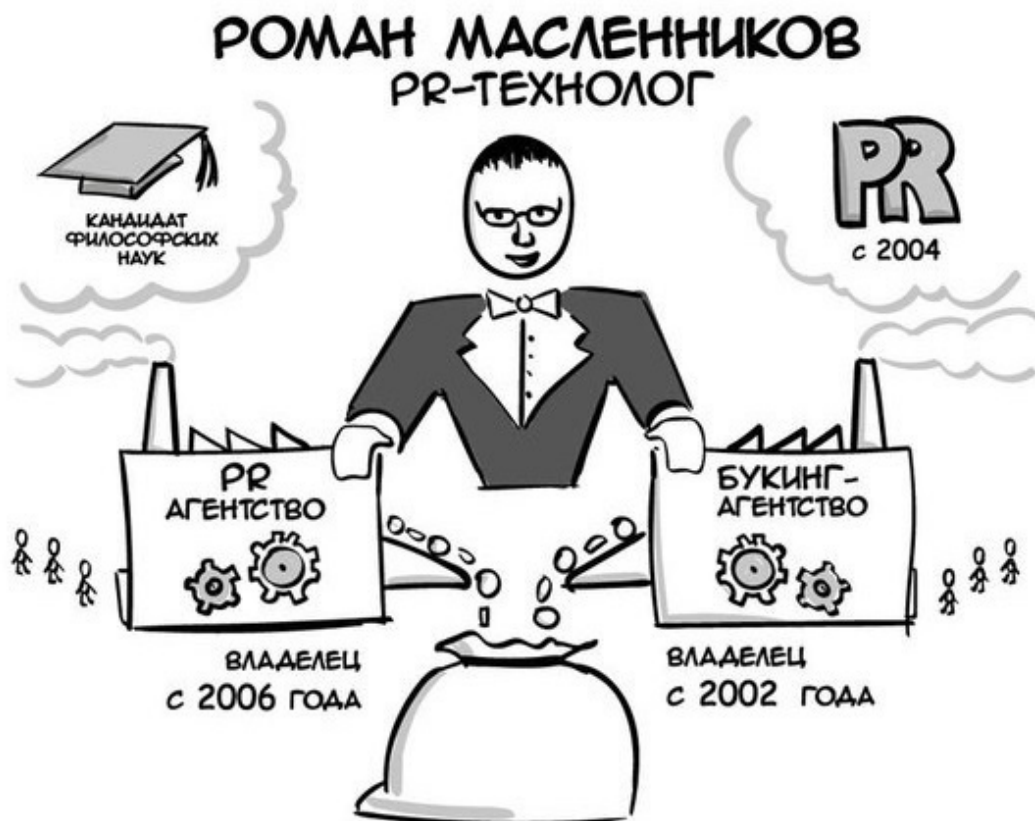 РОМАН МАСЛЕННИКОВ
PR-ТЕХНОЛОГ
КАНДИДАТ
ФИЛОСОФСКИХ
НАУК
PR
С 2004
PR
АГЕНТСТВО
БУКИНГ-
АГЕНТСТВО
ВЛАДЕЛЕЦ
С 2006 ГОДА
ВЛАДЕЛЕЦ
С 2002 ГОДА